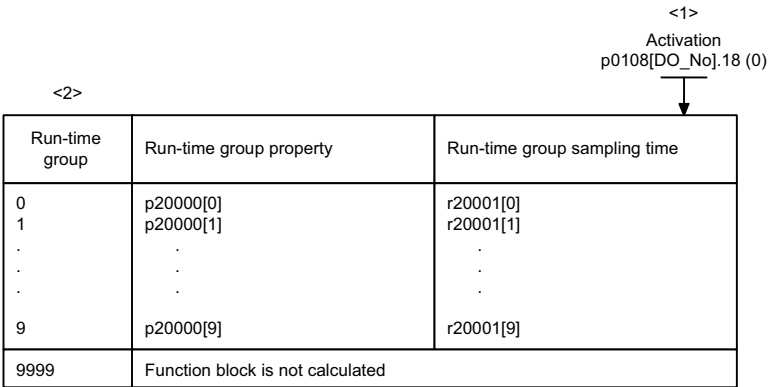 <1>
Activation
p0108[DO_No].18 (0)
<2>
Run-time
group
Run-time group property
Run-time group sampling time
0 p20000[0] r20001[0]
1 p20000[1] r20001[1]
. . .
. . .
. . .
9 p20000[9] r20001[9]
9999 Function block is not calculated